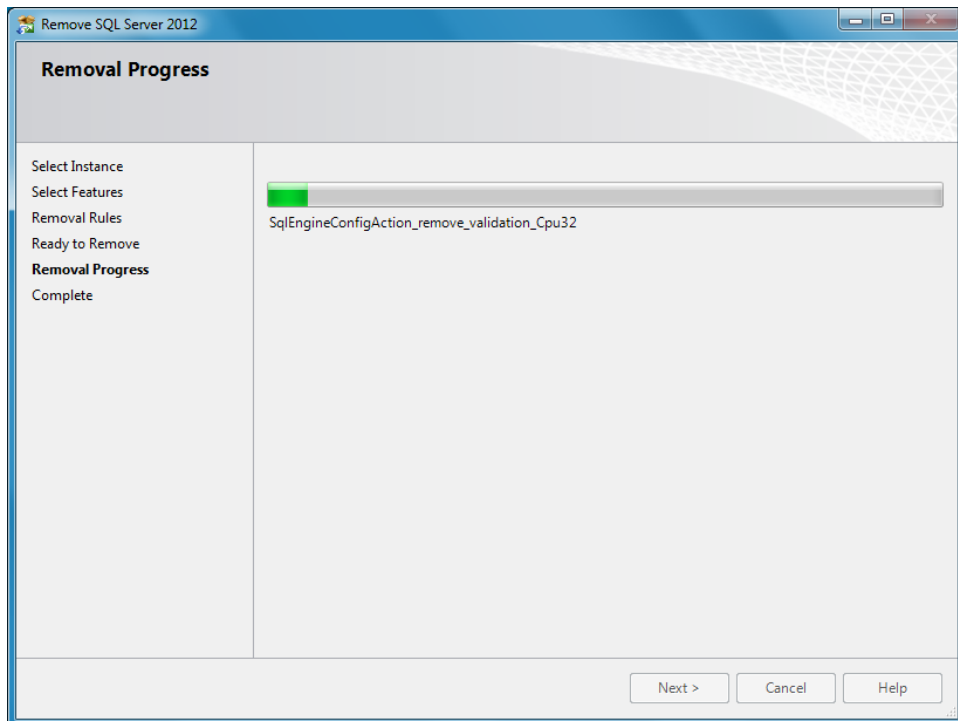 Remove SQL Server 2012
Removal Progress
Select Instance
Select Features
Removal Rules
Ready to Remove
Removal Progress
Complete
SqlEngineConfigAction_remove_validation_Cpu32
Next >
Cancel
Help